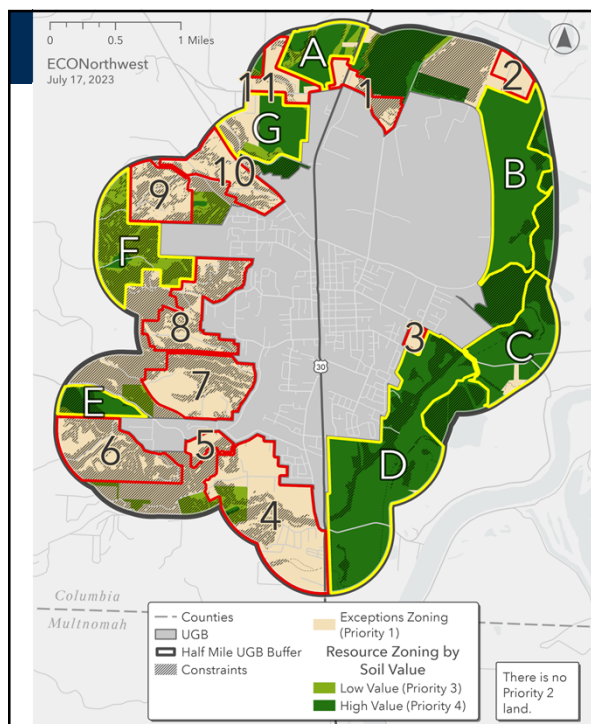 0 0.5 1 Miles
ECONorthwest
July 17, 2023
A
11
1
2
G
B
10
9
F
8
3
C
30
7
E
5
D
6
4
Columbia
Multnomah
Counties
UGB
Half Mile UGB Buffer
Constraints
Exceptions Zoning
(Priority 1)
Resource Zoning by
Soil Value
Low Value (Priority 3)
High Value (Priority 4)
There is no
Priority 2
land.